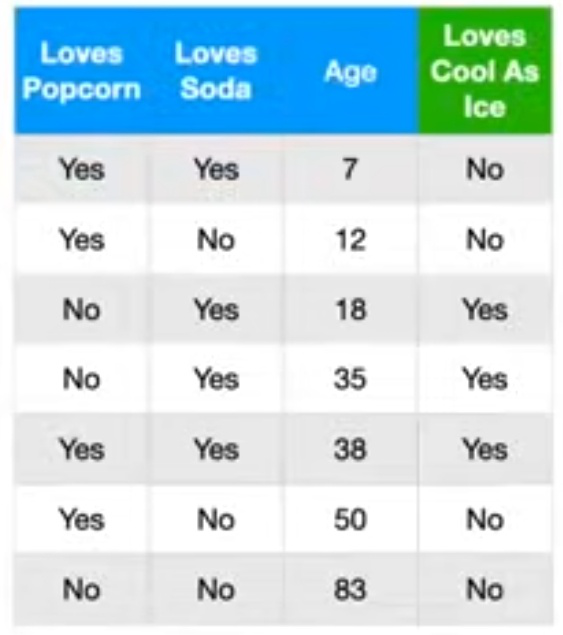 Loves Popcorn Loves Soda Age Loves Cool As Ice
Yes Yes 7 No
Yes No 12 No
No Yes 18 Yes
No Yes 35 Yes
Yes Yes 38 Yes
Yes No 50 No
No No 83 No